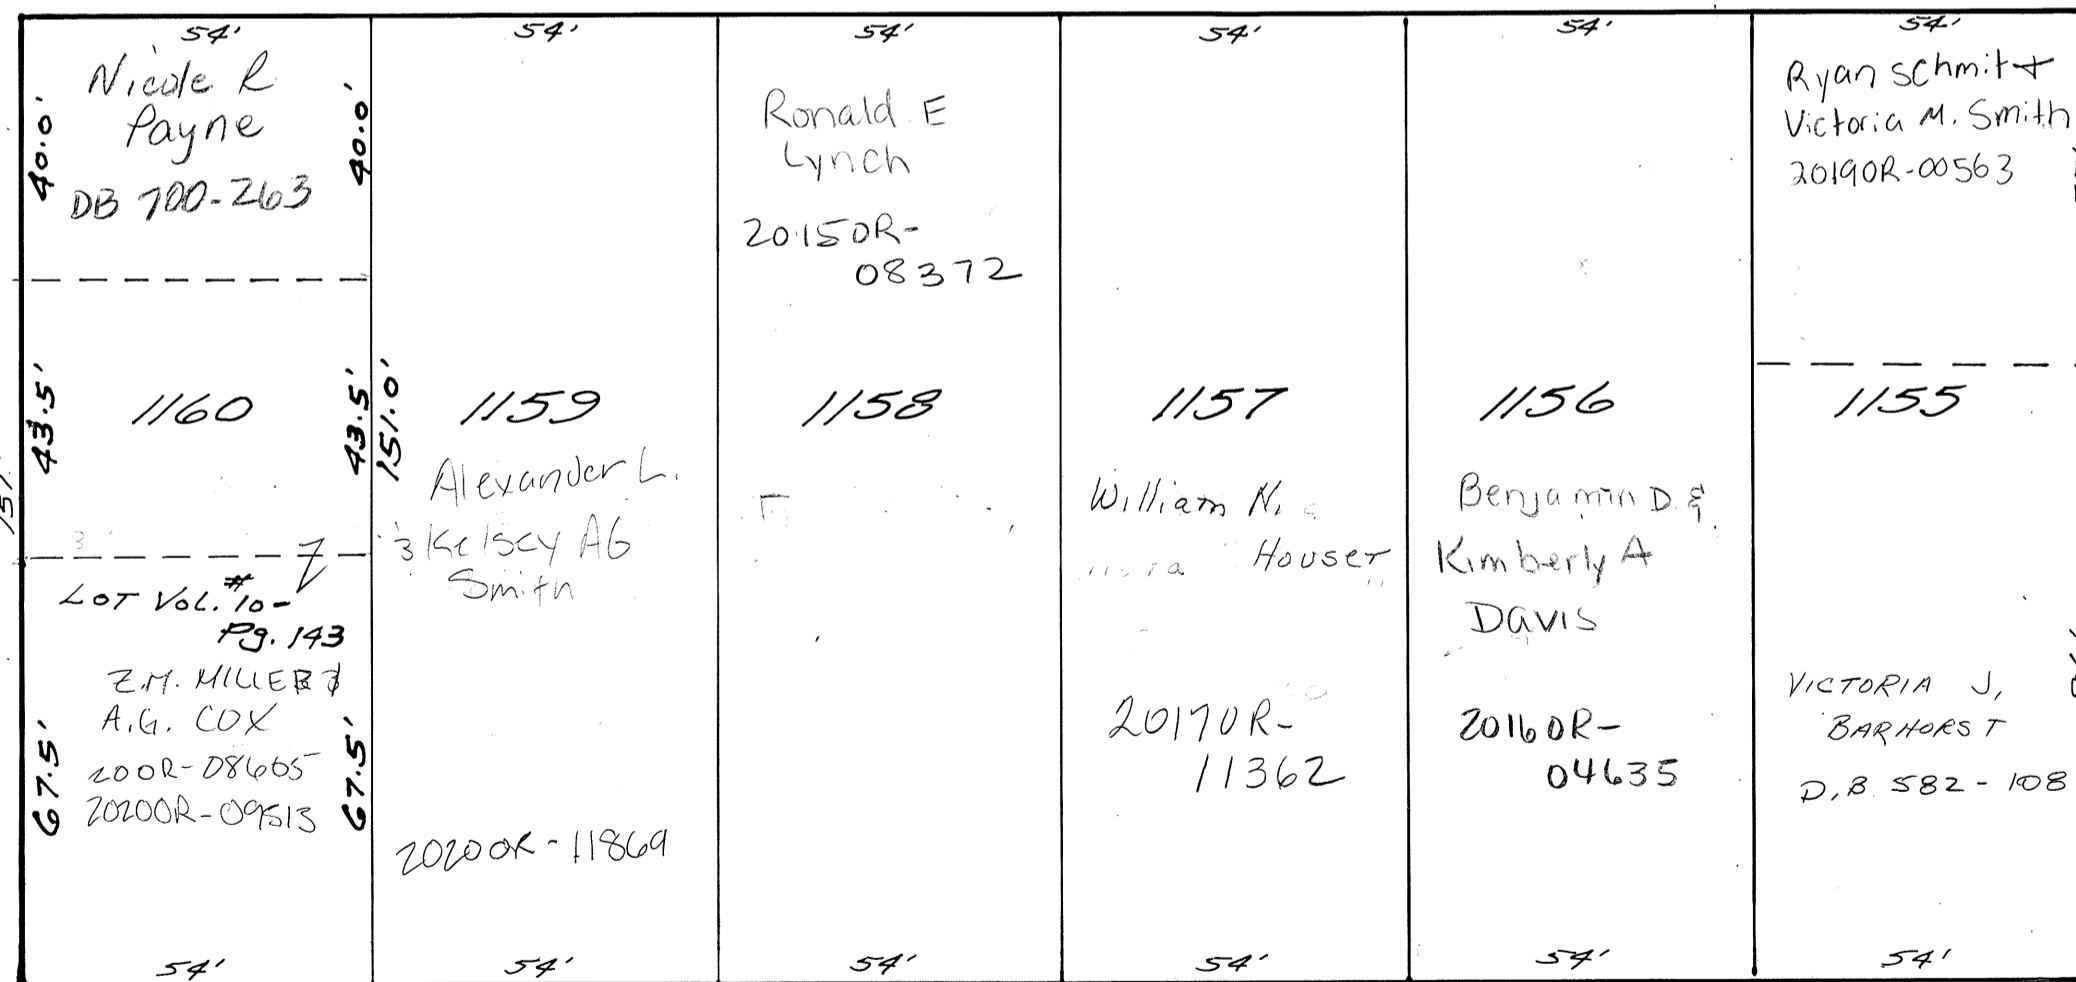 54'
Nicole R
Payne
DB 700-263
40.0'
40.0'
43.5'
1160
43.5'
151.
LOT VOL. #10-
Pg. 143
Z.M. MILLER &
A.G. COX
200R-08605
2020OR-09513
67.5'
67.5'
54'
54'
151.0'
1159
Alexander L.
& Kelsey AG
Smith
2020OR-11869
54'
54'
Ronald E
Lynch
2015OR-
08372
1158
54'
54'
1157
William N.
Houser
2017OR-
11362
54'
54'
1156
Benjamin D. &
Kimberly A
Davis
2016OR-
04635
54'
54'
Ryan Schmitt
Victoria M. Smith
2019OR-00563
1155
VICTORIA J.
BARHORST
D.B. 582-108
54'